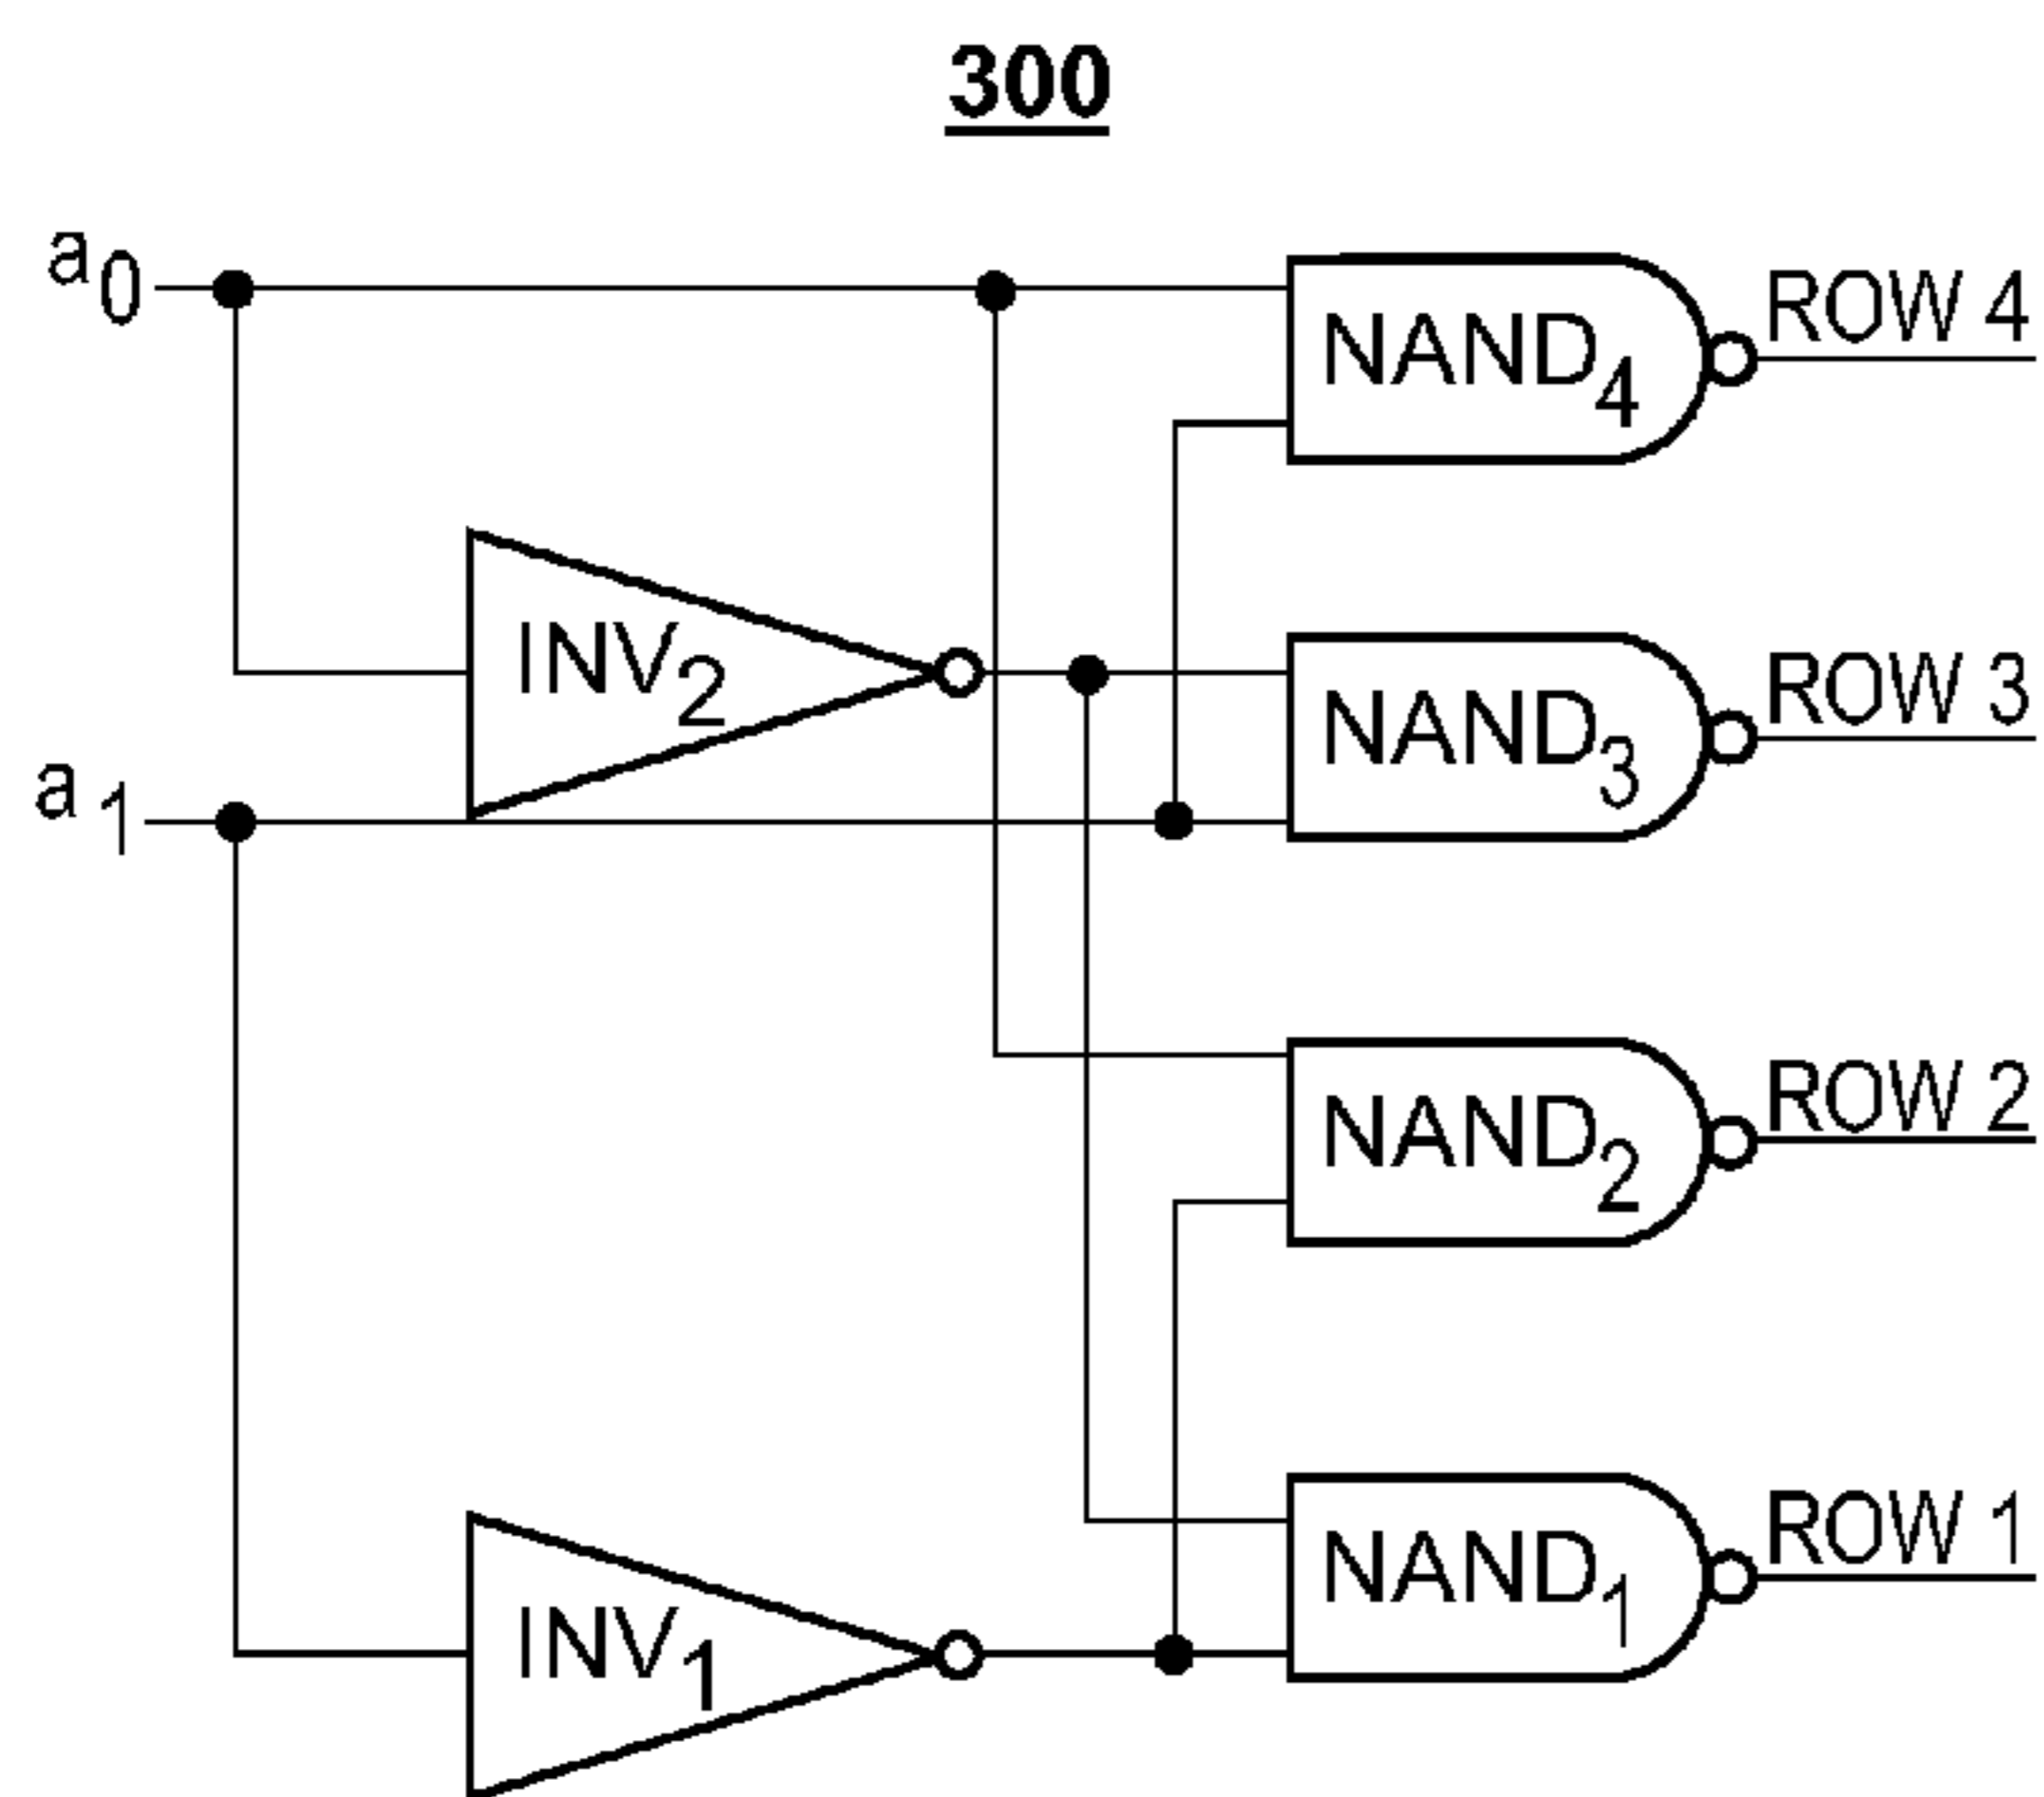 300
a0
NAND4
ROW 4
INV2
NAND3
ROW 3
a1
NAND2
ROW 2
INV1
NAND1
ROW 1